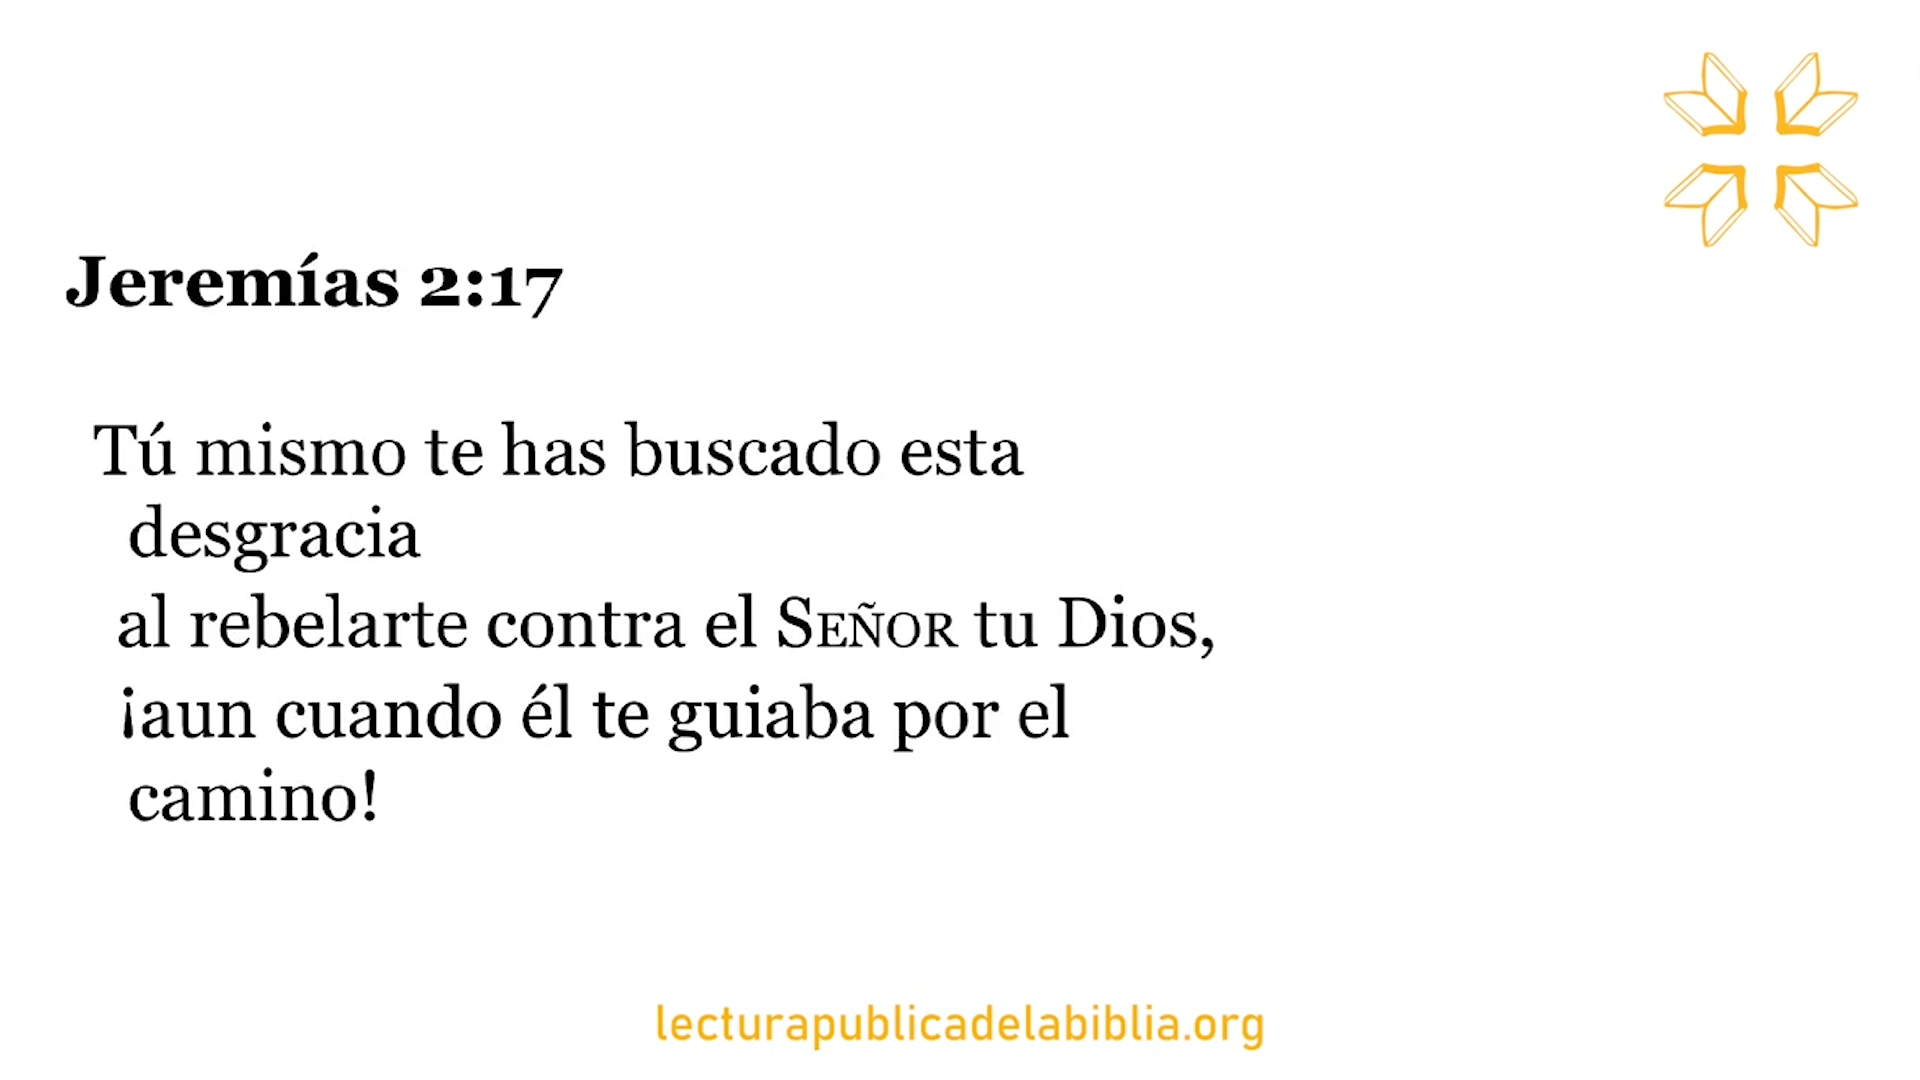 Jeremías 2:17
Tú mismo te has buscado esta
desgracia
al rebelarte contra el SEÑOR tu Dios,
¡aun cuando él te guiaba por el
camino!
lecturapublicadelabiblia.org